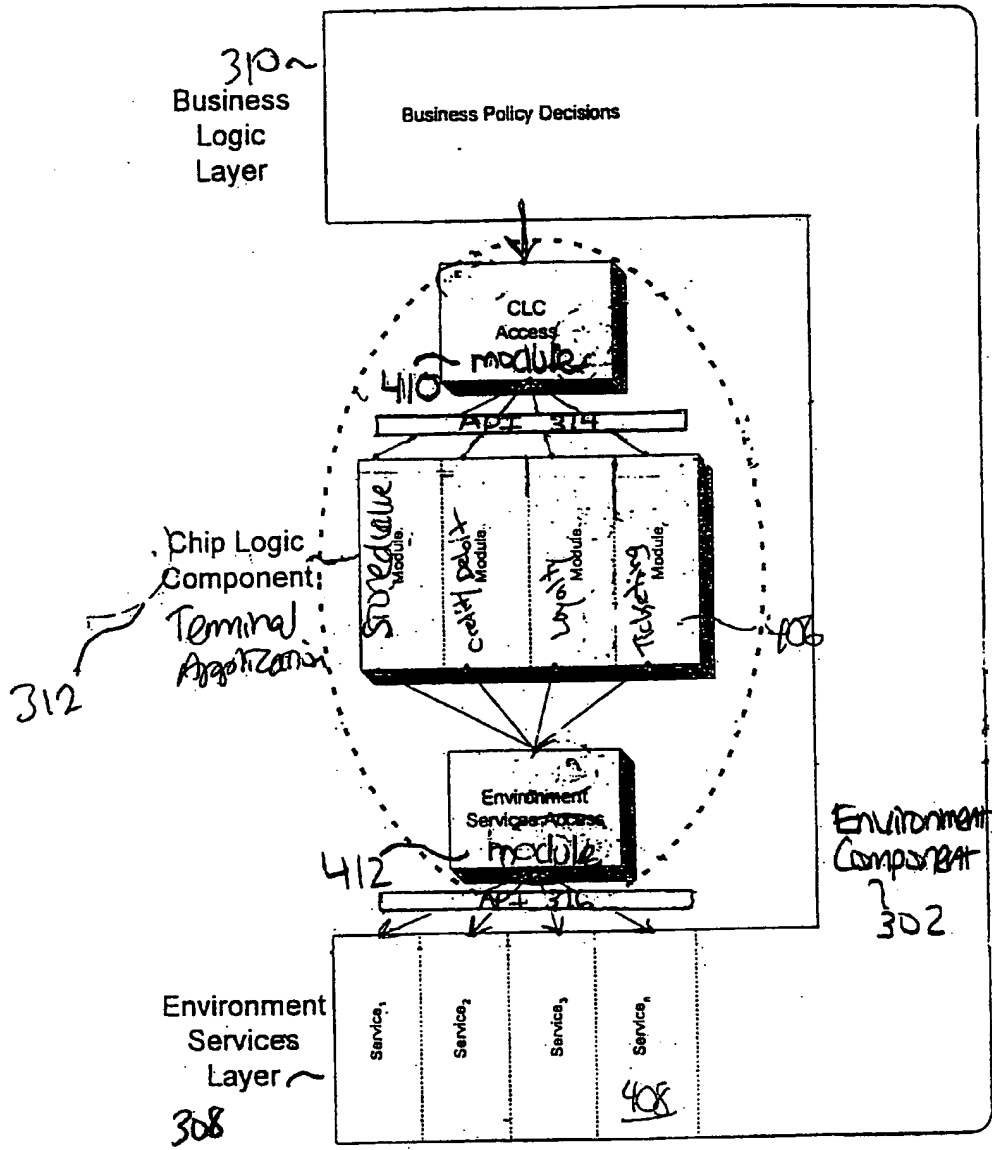 310
Business
Logic
Layer
Business Policy Decisions
CLC
Access
module
410
API 314
Stored value
Module
Credit/Debit
Module
Loyalty
Module
Ticketing
Module
Chip Logic
Component
Terminal
Application
312
406
Environment
Services Access
module
412
API 316
Environment
Component
302
Service1
Service2
Service3
Servicen
408
Environment
Services
Layer
308